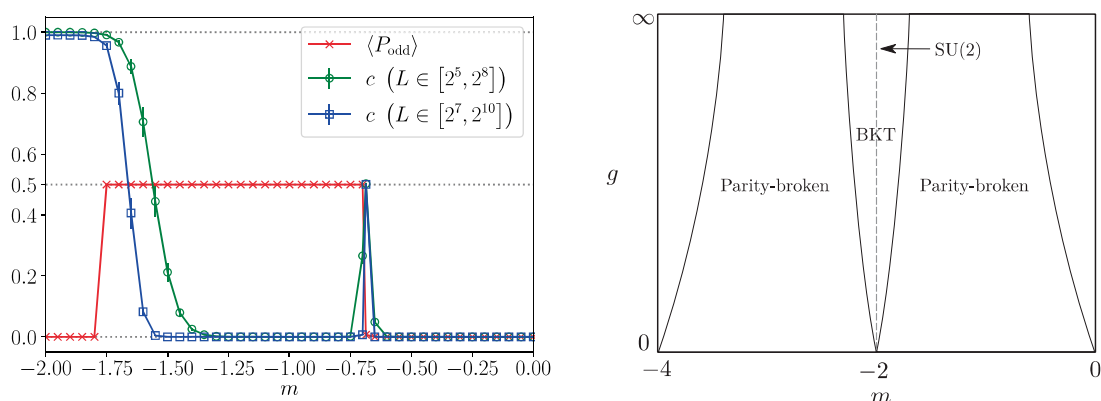 1.0
0.8
0.6
0.5
0.4
0.2
0.0
−2.00 −1.75 −1.50 −1.25 −1.00 −0.75 −0.50 −0.25 0.00
m
⟨P_odd⟩
c (L ∈ [2^5, 2^8])
c (L ∈ [2^7, 2^10])
∞
SU(2)
BKT
g
Parity-broken
Parity-broken
0
−4 −2 0
m